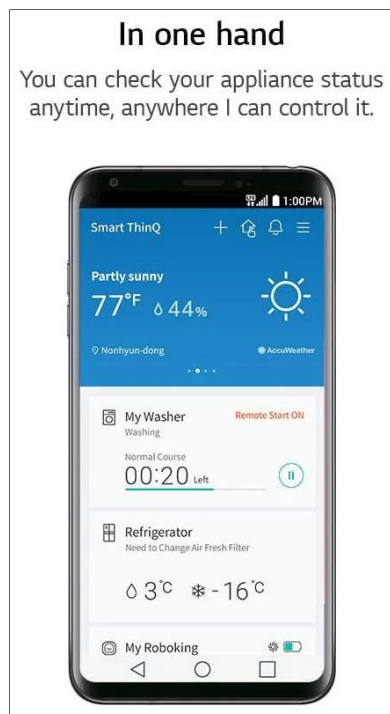 In one hand
You can check your appliance status
anytime, anywhere I can control it.
LTE 1:00PM
Smart ThinQ
Partly sunny
77°F 44%
Nonhyun-dong AccuWeather
My Washer Remote Start ON
Washing
Normal Course
00:20 Left
Refrigerator
Need to Change Air Fresh Filter
3°C -16°C
My Roboking